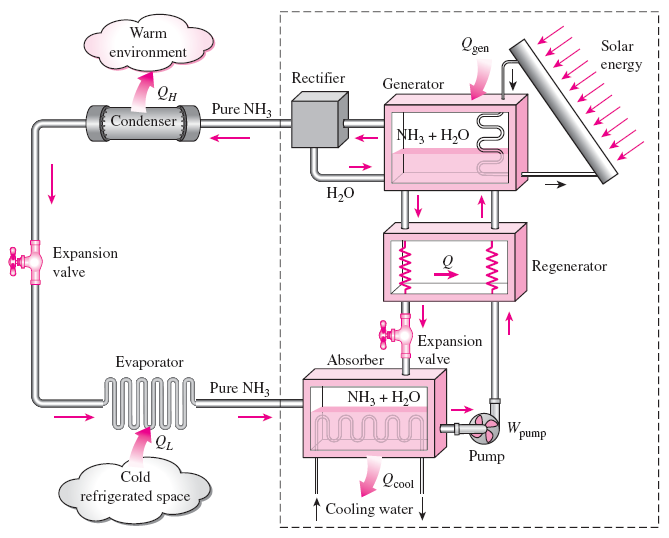 Warm
environment
Q_H
Condenser
Pure NH₃
Rectifier
Generator
Q_gen
Solar
energy
NH₃ + H₂O
H₂O
Expansion
valve
Q
Regenerator
Expansion
valve
Absorber
Evaporator
Pure NH₃
NH₃ + H₂O
W_pump
Pump
Q_L
Cold
refrigerated space
Q_cool
Cooling water